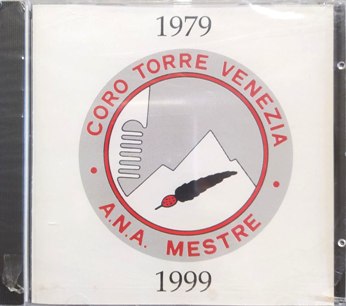 1979
CORO TORRE VENEZIA
A.N.A. MESTRE
1999